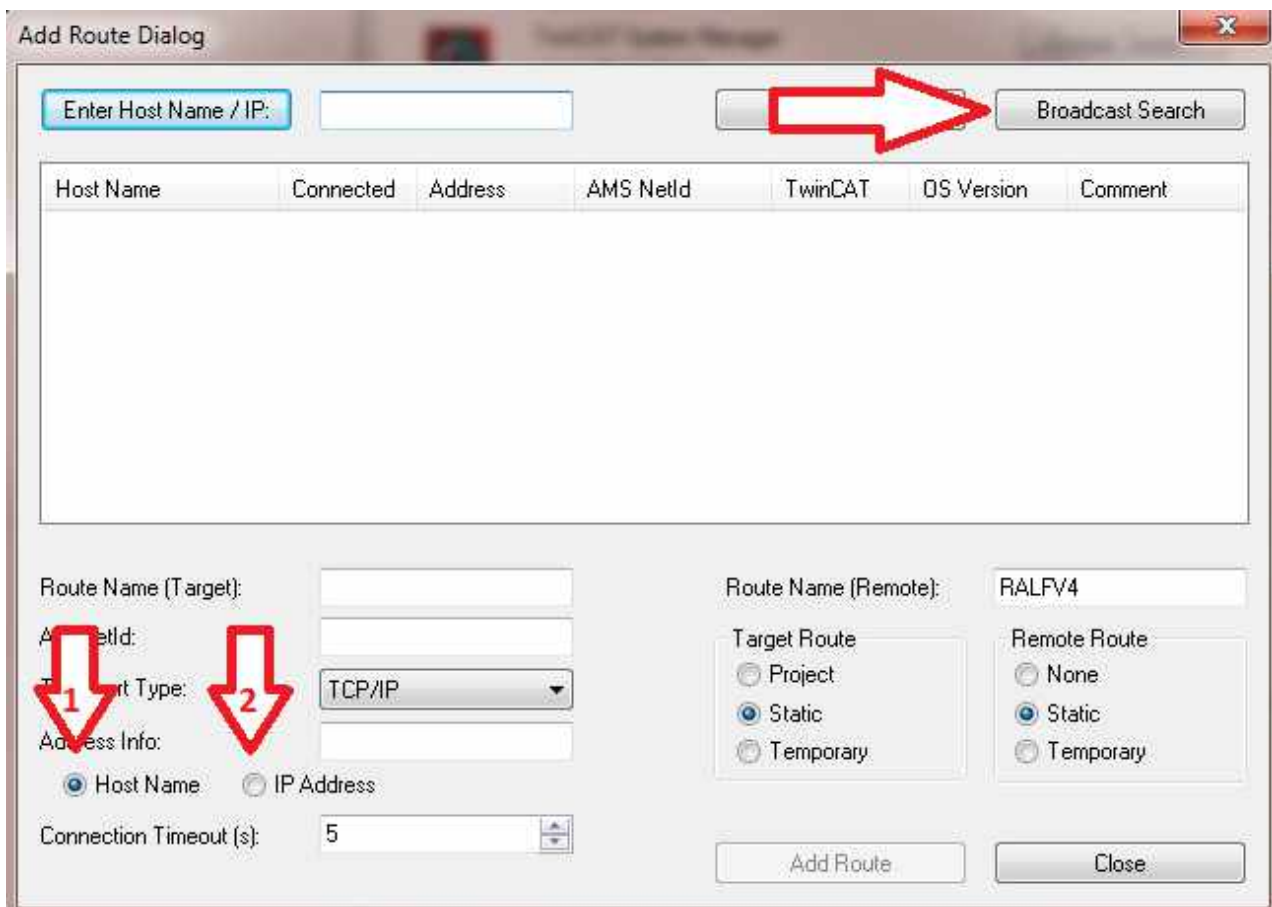 Add Route Dialog
Enter Host Name / IP:
Broadcast Search
Host Name Connected Address AMS NetId TwinCAT OS Version Comment
Route Name (Target):
Route Name (Remote): RALFV4
Target Route
Remote Route
1
2
TCP/IP
Project
None
Static
Static
Temporary
Temporary
Host Name
IP Address
Connection Timeout (s): 5
Add Route
Close